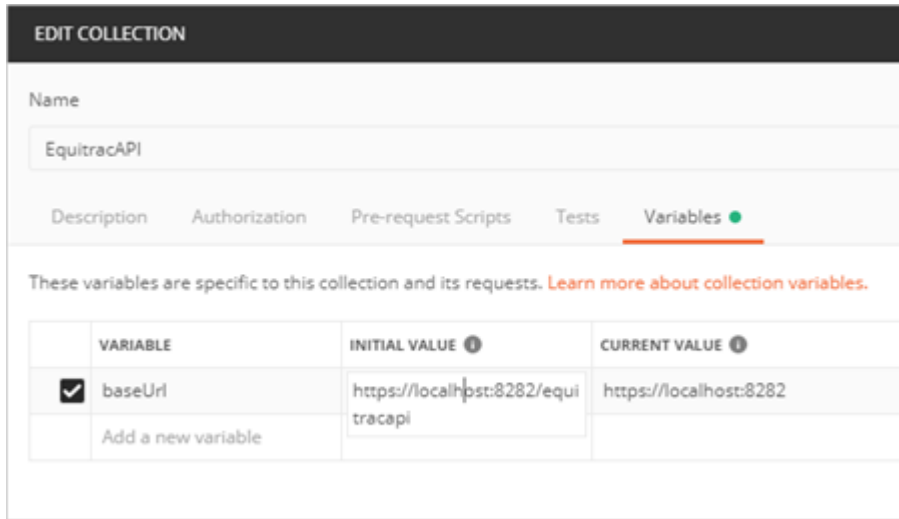 EDIT COLLECTION
Name
EquitracAPI
Description Authorization Pre-request Scripts Tests Variables
These variables are specific to this collection and its requests. Learn more about collection variables.
VARIABLE INITIAL VALUE CURRENT VALUE
baseUrl https://localhost:8282/equi https://localhost:8282
tracapi
Add a new variable